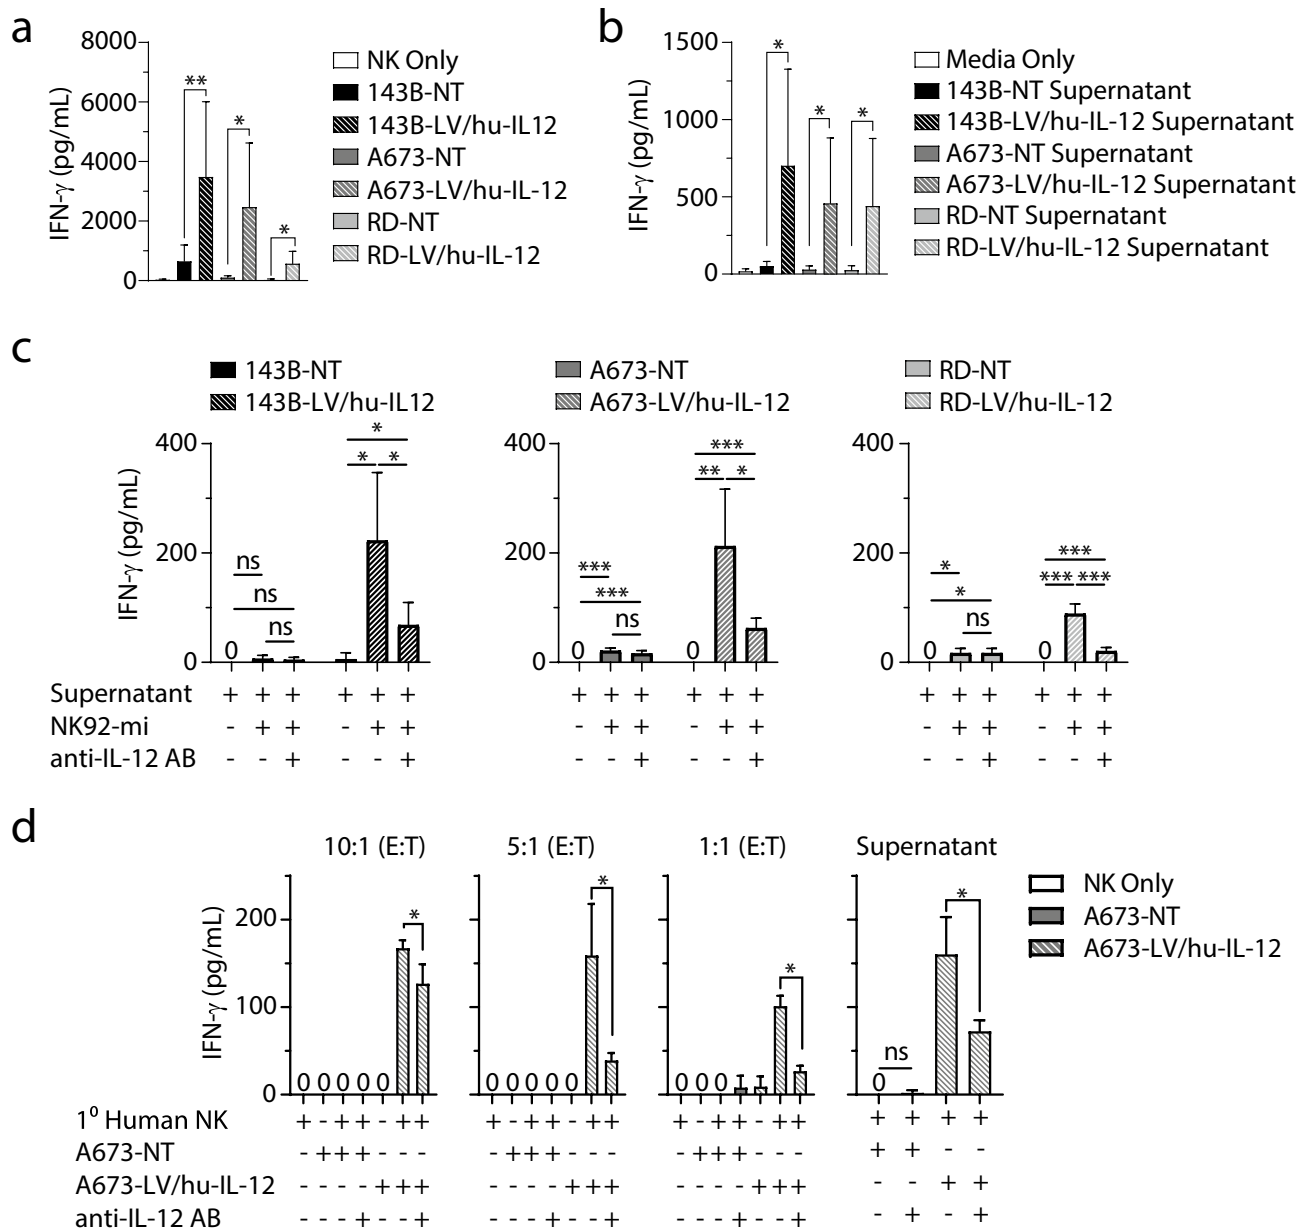 a
8000
6000
4000
2000
0
IFN-γ (pg/mL)
**
*
*
NK Only
143B-NT
143B-LV/hu-IL12
A673-NT
A673-LV/hu-IL-12
RD-NT
RD-LV/hu-IL-12
b
1500
1000
500
0
IFN-γ (pg/mL)
*
*
*
Media Only
143B-NT Supernatant
143B-LV/hu-IL-12 Supernatant
A673-NT Supernatant
A673-LV/hu-IL-12 Supernatant
RD-NT Supernatant
RD-LV/hu-IL-12 Supernatant
c
143B-NT
143B-LV/hu-IL12
400
200
0
IFN-γ (pg/mL)
ns
ns
ns
0
*
* *
A673-NT
A673-LV/hu-IL-12
400
200
0
***
***
ns
0
***
** *
0
RD-NT
RD-LV/hu-IL-12
400
200
0
*
*
ns
0
***
*** ***
0
Supernatant + + + + + + + + + + + + + + + + + +
NK92-mi - + + - + + - + + - + + - + + - + +
anti-IL-12 AB - - + - - + - - + - - + - - + - - +
d
10:1 (E:T) 5:1 (E:T) 1:1 (E:T) Supernatant
200
100
0
IFN-γ (pg/mL)
*
0 0 0 0 0
*
0 0 0 0 0
*
0 0 0
*
ns
0
NK Only
A673-NT
A673-LV/hu-IL-12
1⁰ Human NK + - + + - + + + - + + - + + + - + + - + + + + + +
A673-NT - + + + - - - - + + + - - - - + + + - - - + + - -
A673-LV/hu-IL-12 - - - - + + + - - - - + + + - - - - + + + - - + +
anti-IL-12 AB - - - + - - + - - - + - - + - - - + - - + - + - +